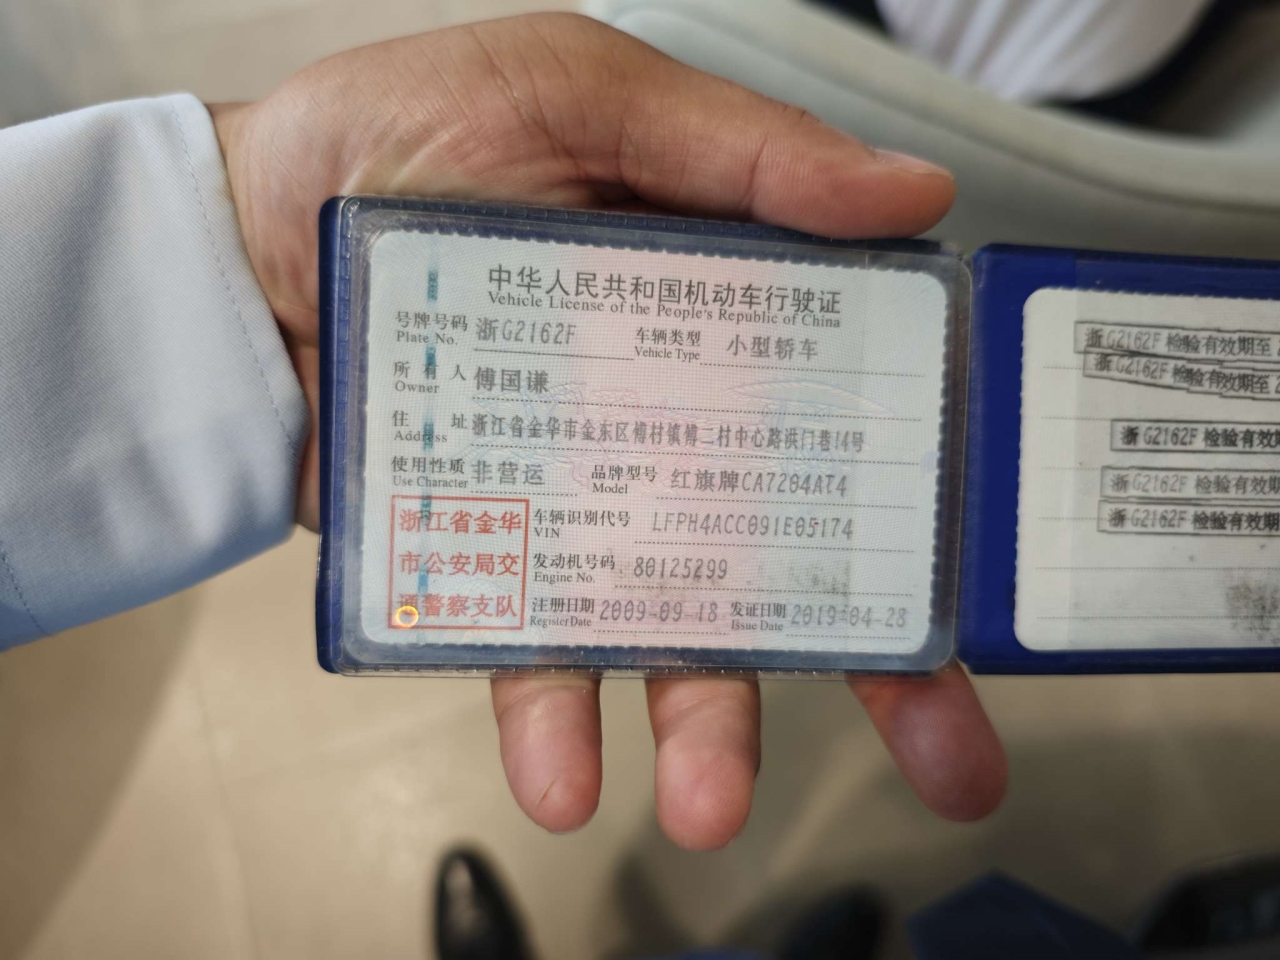 中华人民共和国机动车行驶证
Vehicle License of the People's Republic of China
号牌号码 浙G2162F 车辆类型 小型轿车
Plate No. Vehicle Type
所有人 傅国谦
Owner
住址 浙江省金华市金东区傅村镇傅二村中心路洪门巷14号
Address
使用性质 非营运 品牌型号 红旗牌CA7204AT4
Use Character Model
浙江省金华
市公安局交
通警察支队
车辆识别代号 LFPH4ACC091E05174
VIN
发动机号码 80125299
Engine No.
注册日期 2009-09-18 发证日期 2019-04-28
Register Date Issue Date
浙G2162F 检验有效期至
浙G2162F 检验有效期至
浙G2162F 检验有效
浙G2162F 检验有效期
浙G2162F 检验有效期